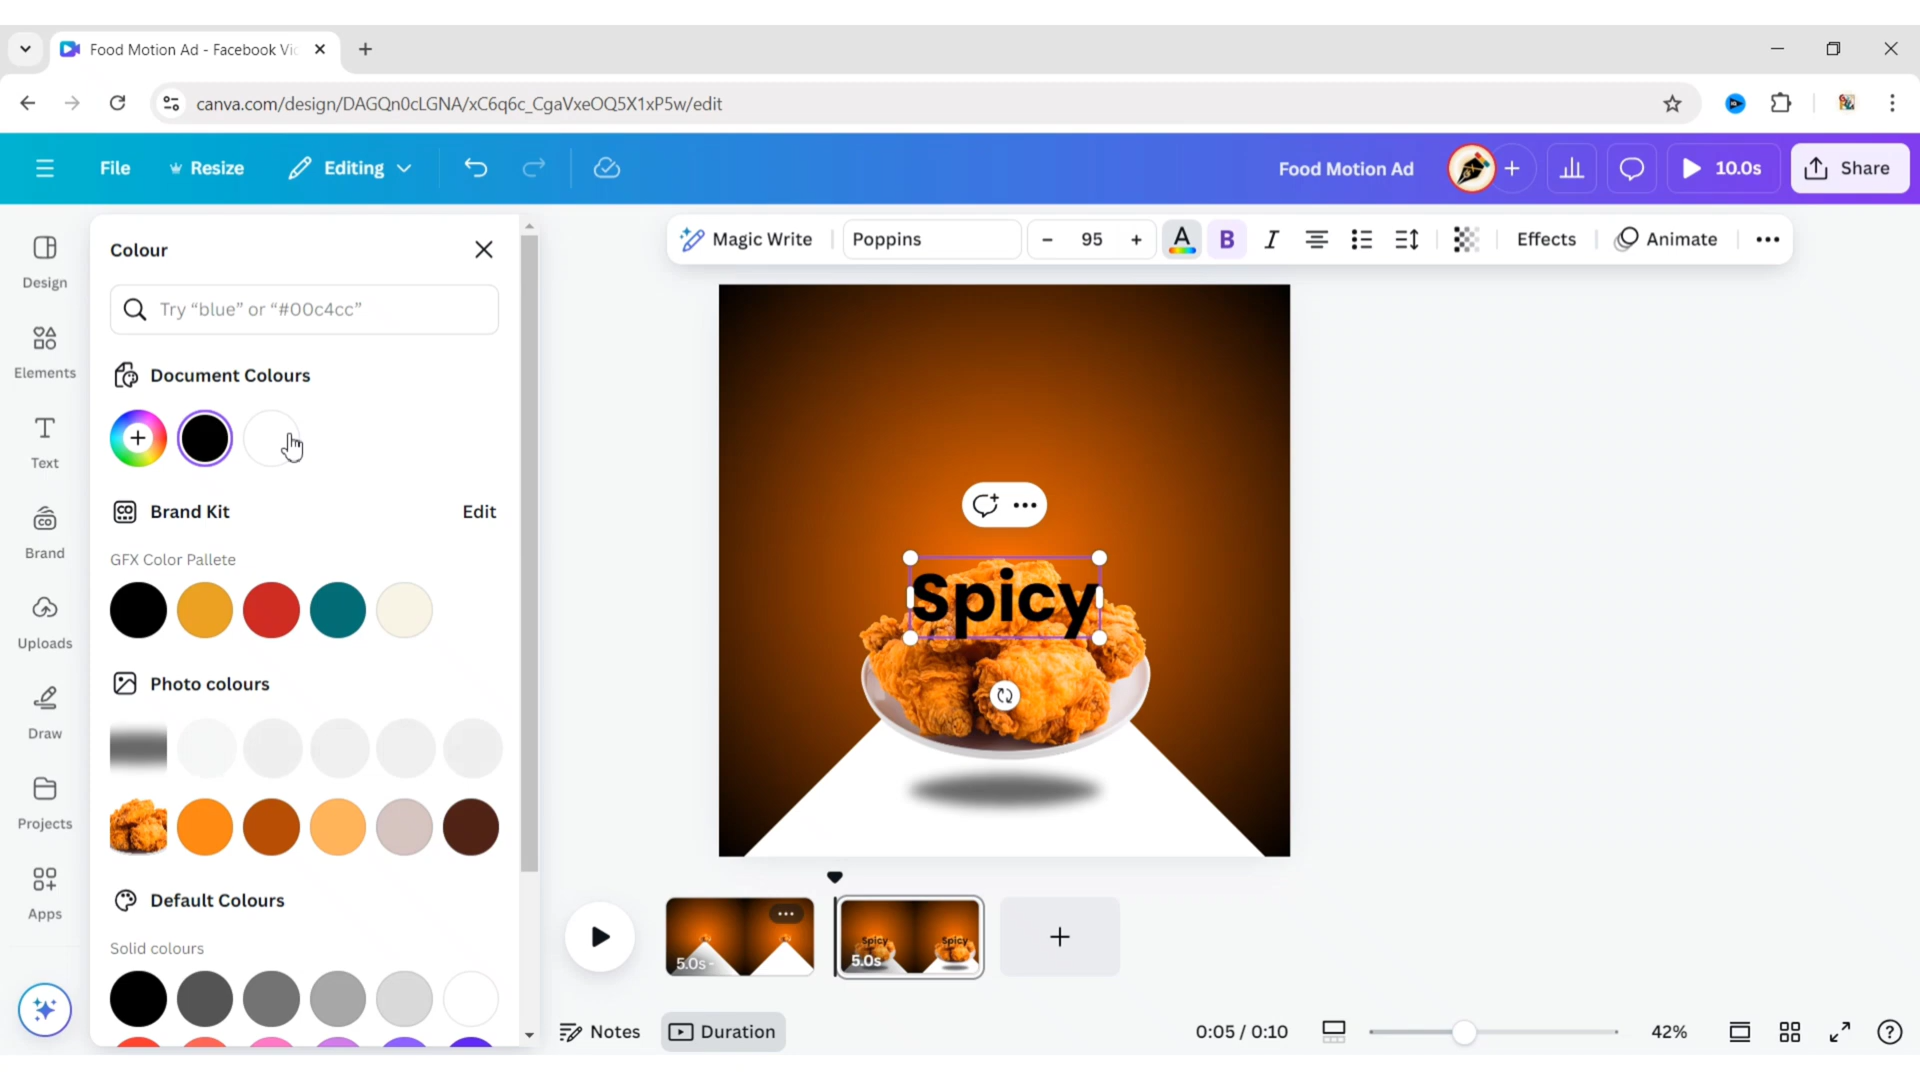 Food Motion Ad - Facebook Vi
canva.com/design/DAGQn0cLGNA/xC6q6c_CgaVxeOQ5X1xP5w/edit
File
Resize
Editing
Food Motion Ad
10.0s
Share
Magic Write
Poppins
– 95 +
A
B
I
Effects
Animate
Design
Elements
Text
Brand
Uploads
Draw
Projects
Apps
Colour
Try “blue” or “#00c4cc”
Document Colours
Brand Kit
Edit
GFX Color Pallete
Photo colours
Default Colours
Solid colours
Spicy
5.0s
Spicy
Spicy
5.0s
Notes
Duration
0:05 / 0:10
42%